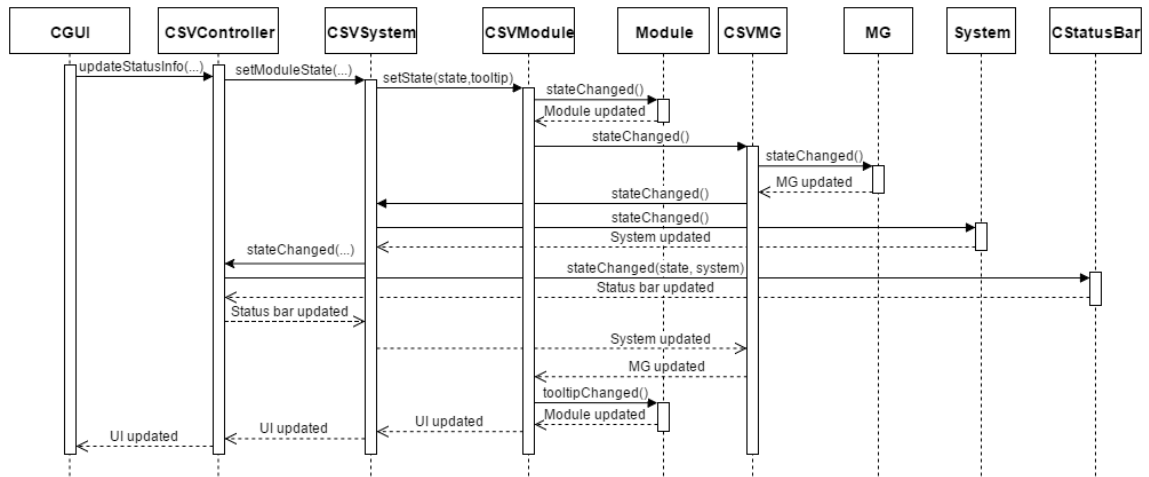 CGUI
CSVController
CSVSystem
CSVModule
Module
CSVMG
MG
System
CStatusBar
updateStatusInfo(...)
setModuleState(...)
setState(state,tooltip)
stateChanged()
Module updated
stateChanged()
stateChanged()
MG updated
stateChanged()
stateChanged()
System updated
stateChanged(...)
stateChanged(state, system)
Status bar updated
Status bar updated
System updated
MG updated
tooltipChanged()
Module updated
UI updated
UI updated
UI updated